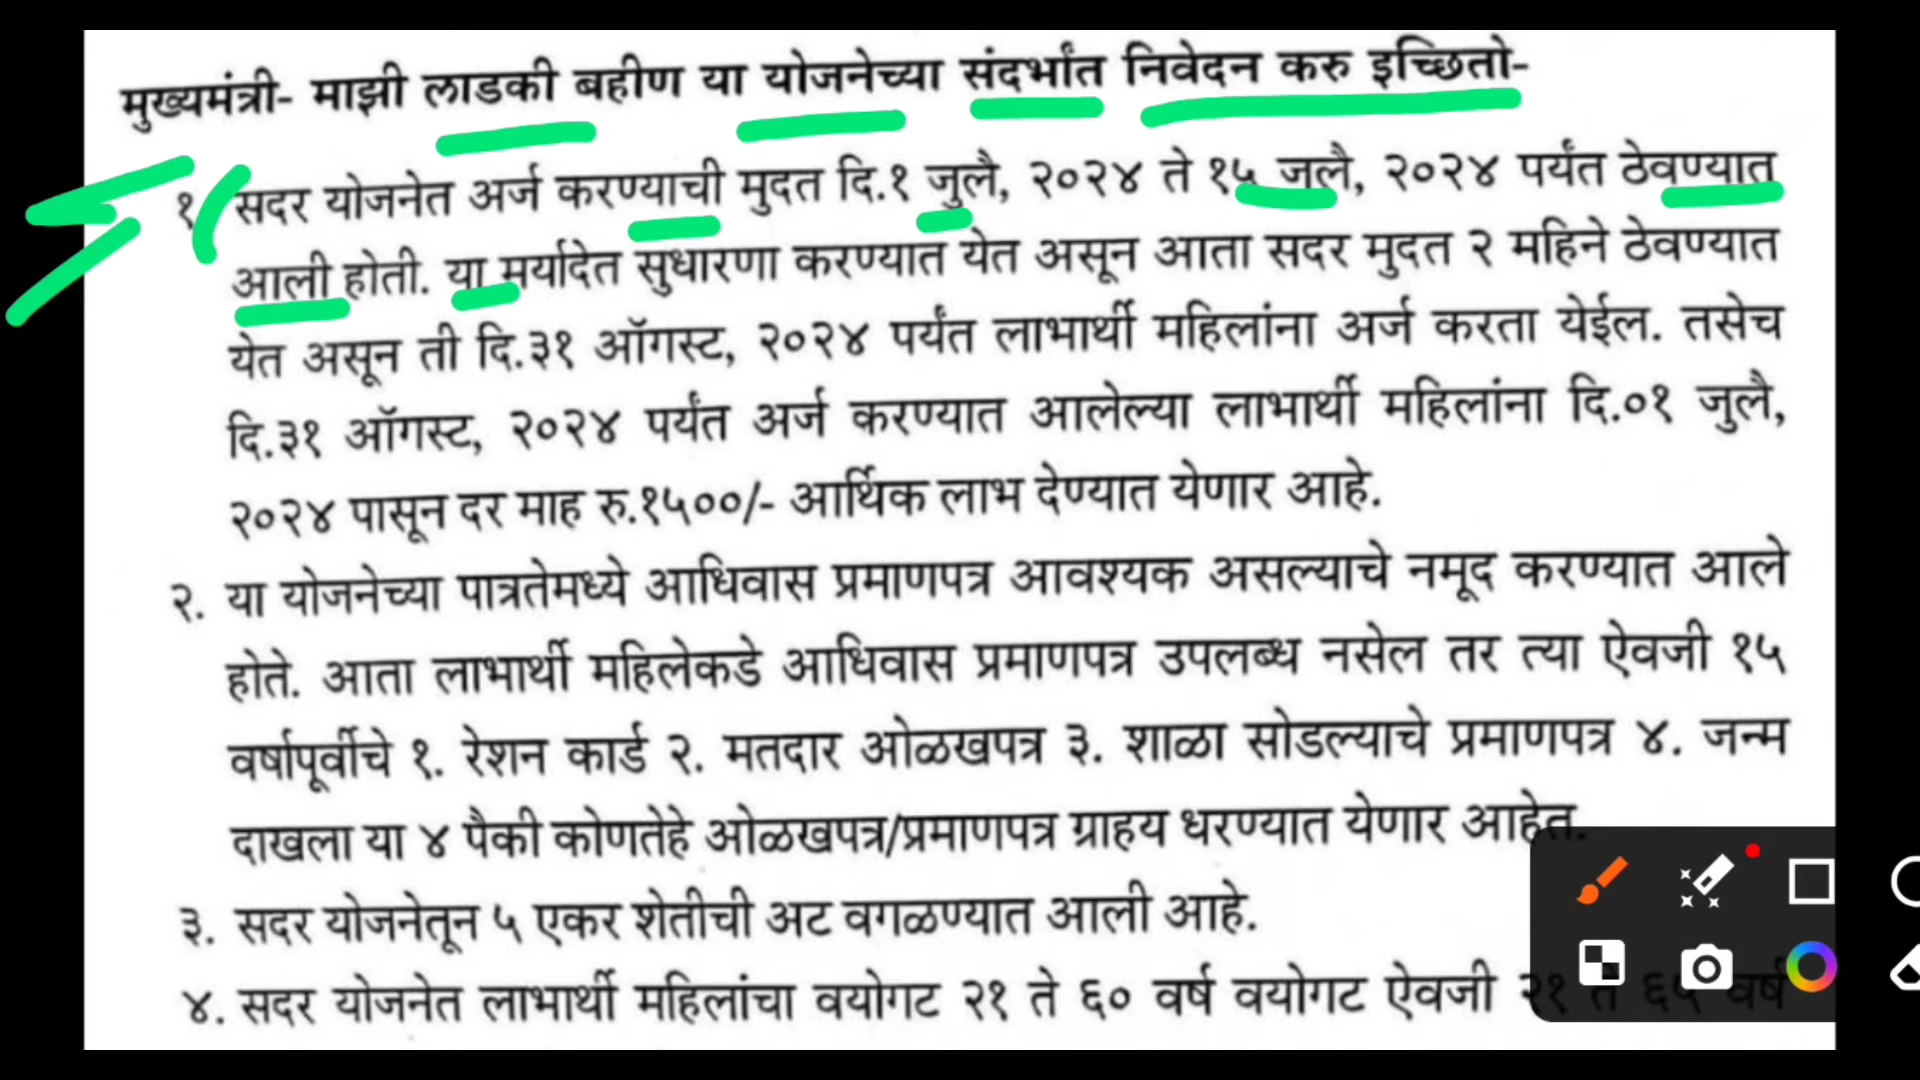 मुख्यमंत्री- माझी लाडकी बहीण या योजनेच्या संदर्भात निवेदन करु इच्छितो-
१. सदर योजनेत अर्ज करण्याची मुदत दि.१ जुलै, २०२४ ते १५ जुलै, २०२४ पर्यंत ठेवण्यात
आली होती. या मर्यादेत सुधारणा करण्यात येत असून आता सदर मुदत २ महिने ठेवण्यात
येत असून ती दि.३१ ऑगस्ट, २०२४ पर्यंत लाभार्थी महिलांना अर्ज करता येईल. तसेच
दि.३१ ऑगस्ट, २०२४ पर्यंत अर्ज करण्यात आलेल्या लाभार्थी महिलांना दि.०१ जुलै,
२०२४ पासून दर माह रु.१५००/- आर्थिक लाभ देण्यात येणार आहे.
२. या योजनेच्या पात्रतेमध्ये आधिवास प्रमाणपत्र आवश्यक असल्याचे नमूद करण्यात आले
होते. आता लाभार्थी महिलेकडे आधिवास प्रमाणपत्र उपलब्ध नसेल तर त्या ऐवजी १५
वर्षापूर्वीचे १. रेशन कार्ड २. मतदार ओळखपत्र ३. शाळा सोडल्याचे प्रमाणपत्र ४. जन्म
दाखला या ४ पैकी कोणतेहे ओळखपत्र/प्रमाणपत्र ग्राहय धरण्यात येणार आहेत.
३. सदर योजनेतून ५ एकर शेतीची अट वगळण्यात आली आहे.
४. सदर योजनेत लाभार्थी महिलांचा वयोगट २१ ते ६० वर्ष वयोगट ऐवजी २१ ते ६५ वर्ष